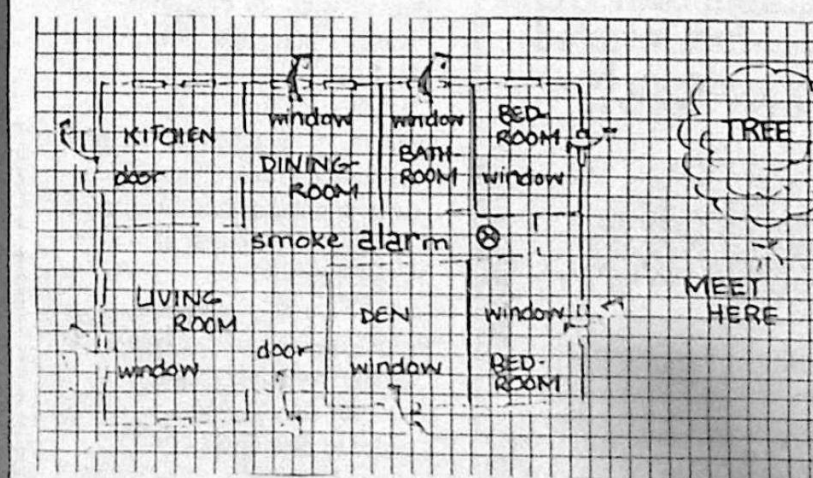 KITCHEN
door
window
DINING-
ROOM
window
BATH-
ROOM
BED-
ROOM
window
TREE
smoke alarm
MEET
HERE
LIVING
ROOM
window
door
DEN
window
window
BED-
ROOM